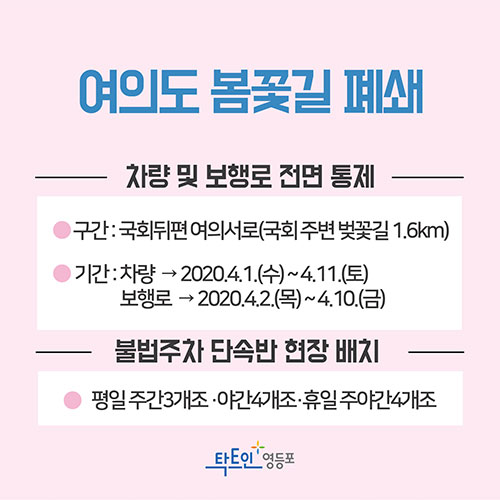 여의도 봄꽃길 폐쇄
차량 및 보행로 전면 통제
구간 : 국회뒤편 여의서로(국회 주변 벚꽃길 1.6km)
기간 : 차량 → 2020.4.1.(수) ~ 4.11.(토)
보행로 → 2020.4.2.(목) ~ 4.10.(금)
불법주차 단속반 현장 배치
평일 주간3개조 ·야간4개조·휴일 주야간4개조
탁트인 영등포